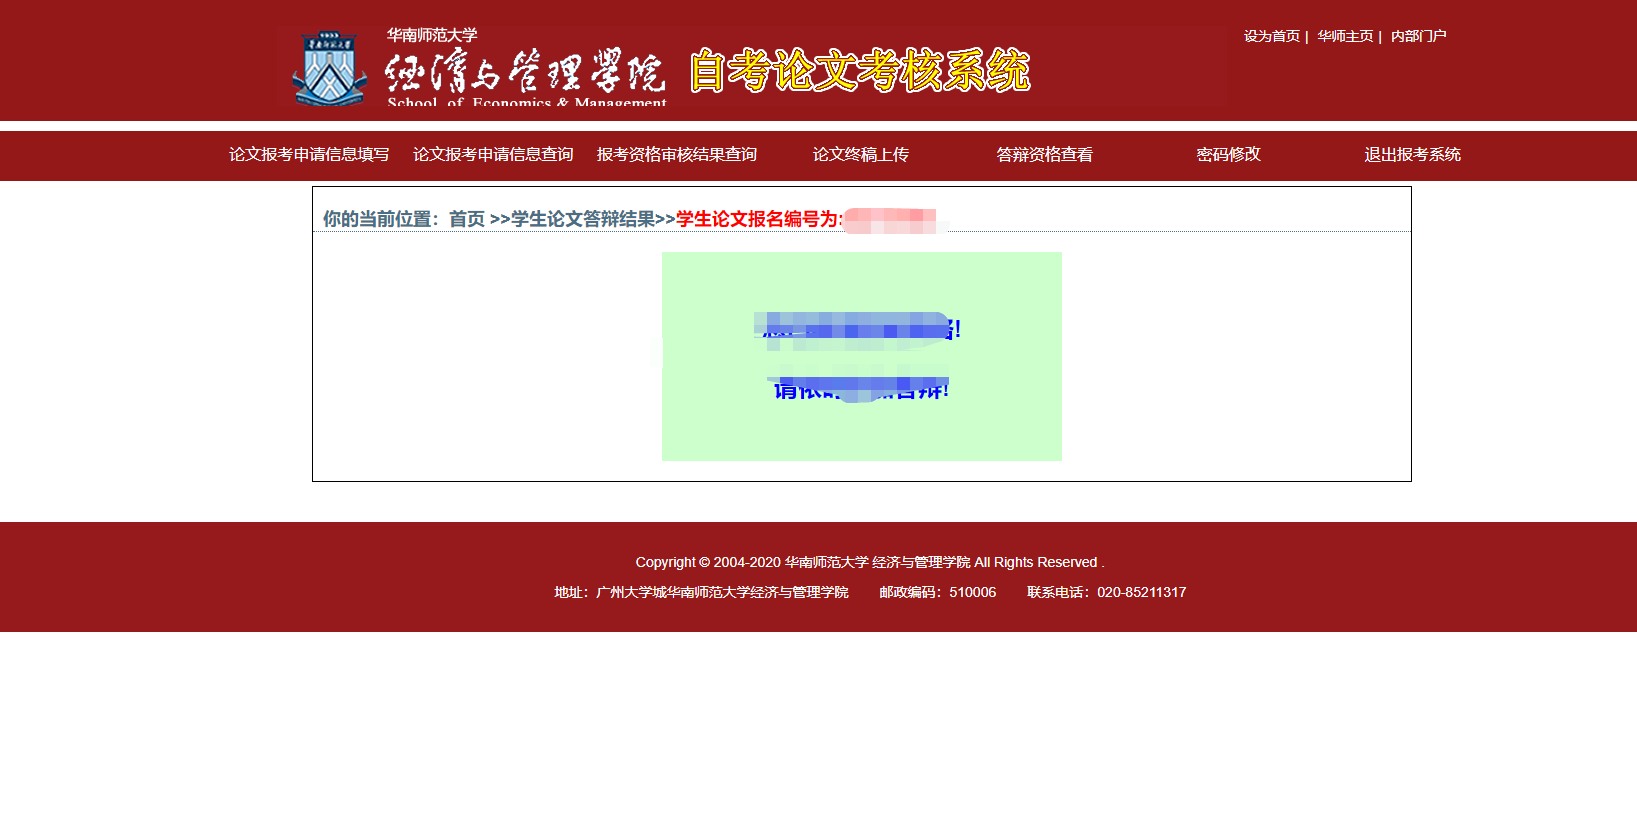 华南师范大学
经济与管理学院
School of Economics & Management
自考论文考核系统
设为首页 | 华师主页 | 内部门户
论文报考申请信息填写 论文报考申请信息查询 报考资格审核结果查询 论文终稿上传 答辩资格查看 密码修改 退出报考系统
你的当前位置：首页 >>学生论文答辩结果>>学生论文报名编号为:
Copyright © 2004-2020 华南师范大学 经济与管理学院 All Rights Reserved .
地址：广州大学城华南师范大学经济与管理学院 邮政编码：510006 联系电话：020-85211317